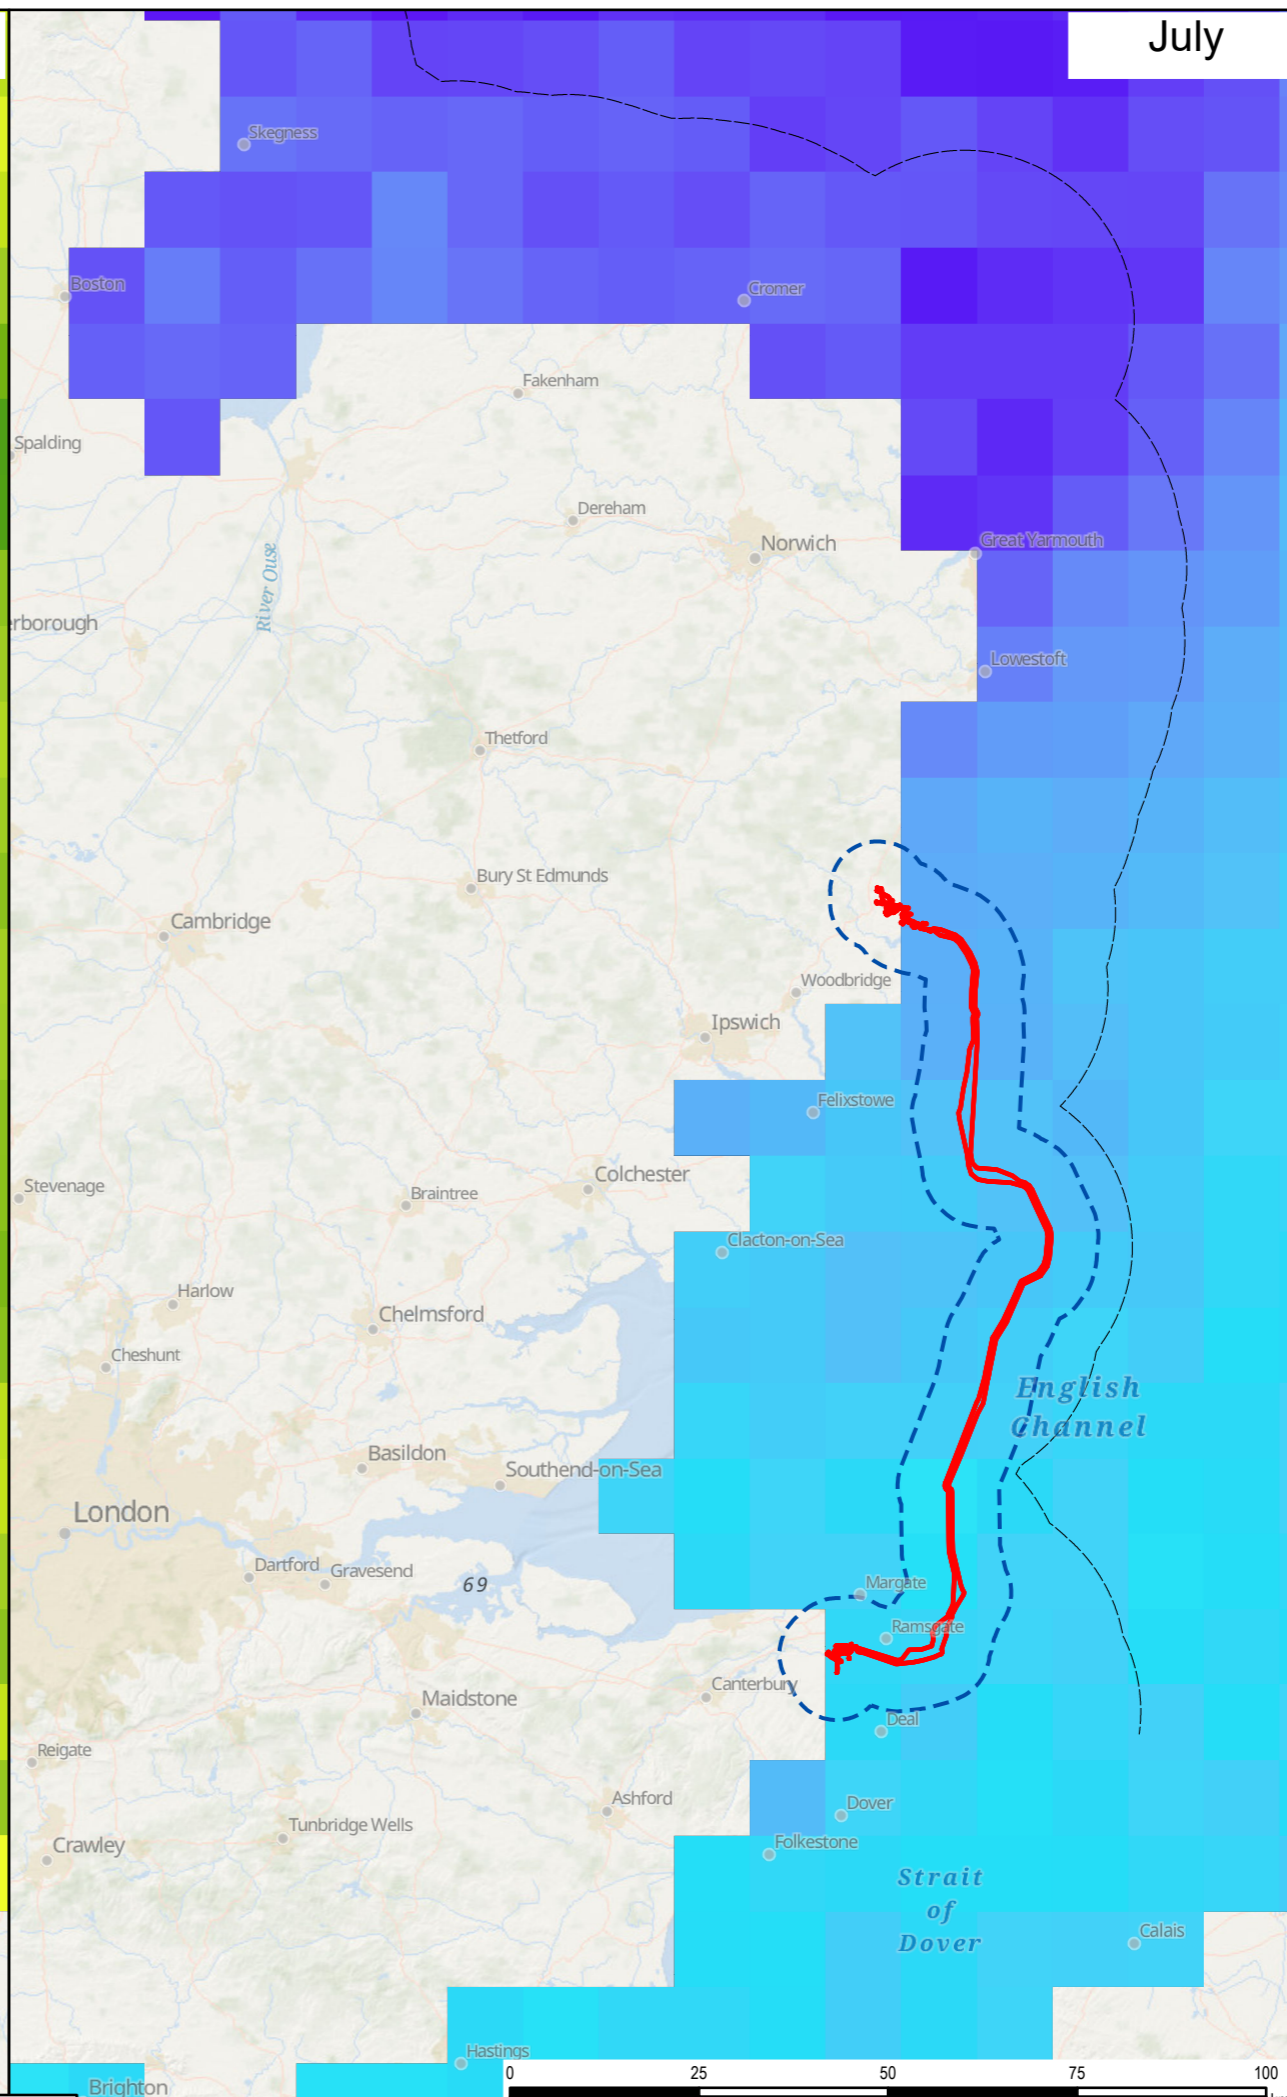 July
Skegness
Boston
Cromer
Fakenham
Spalding
Dereham
Norwich
Great Yarmouth
River Ouse
erborough
Lowestoft
Thetford
Bury St Edmunds
Cambridge
Woodbridge
Ipswich
Felixstowe
Colchester
Stevenage
Braintree
Clacton-on-Sea
Harlow
Chelmsford
Cheshunt
English
Channel
Basildon
Southend-on-Sea
London
Dartford
Gravesend
69
Margate
Ramsgate
Canterbury
Maidstone
Deal
Reigate
Ashford
Dover
Tunbridge Wells
Crawley
Folkestone
Strait
of
Dover
Calais
Hastings
0 25 50 75 100
Brighton